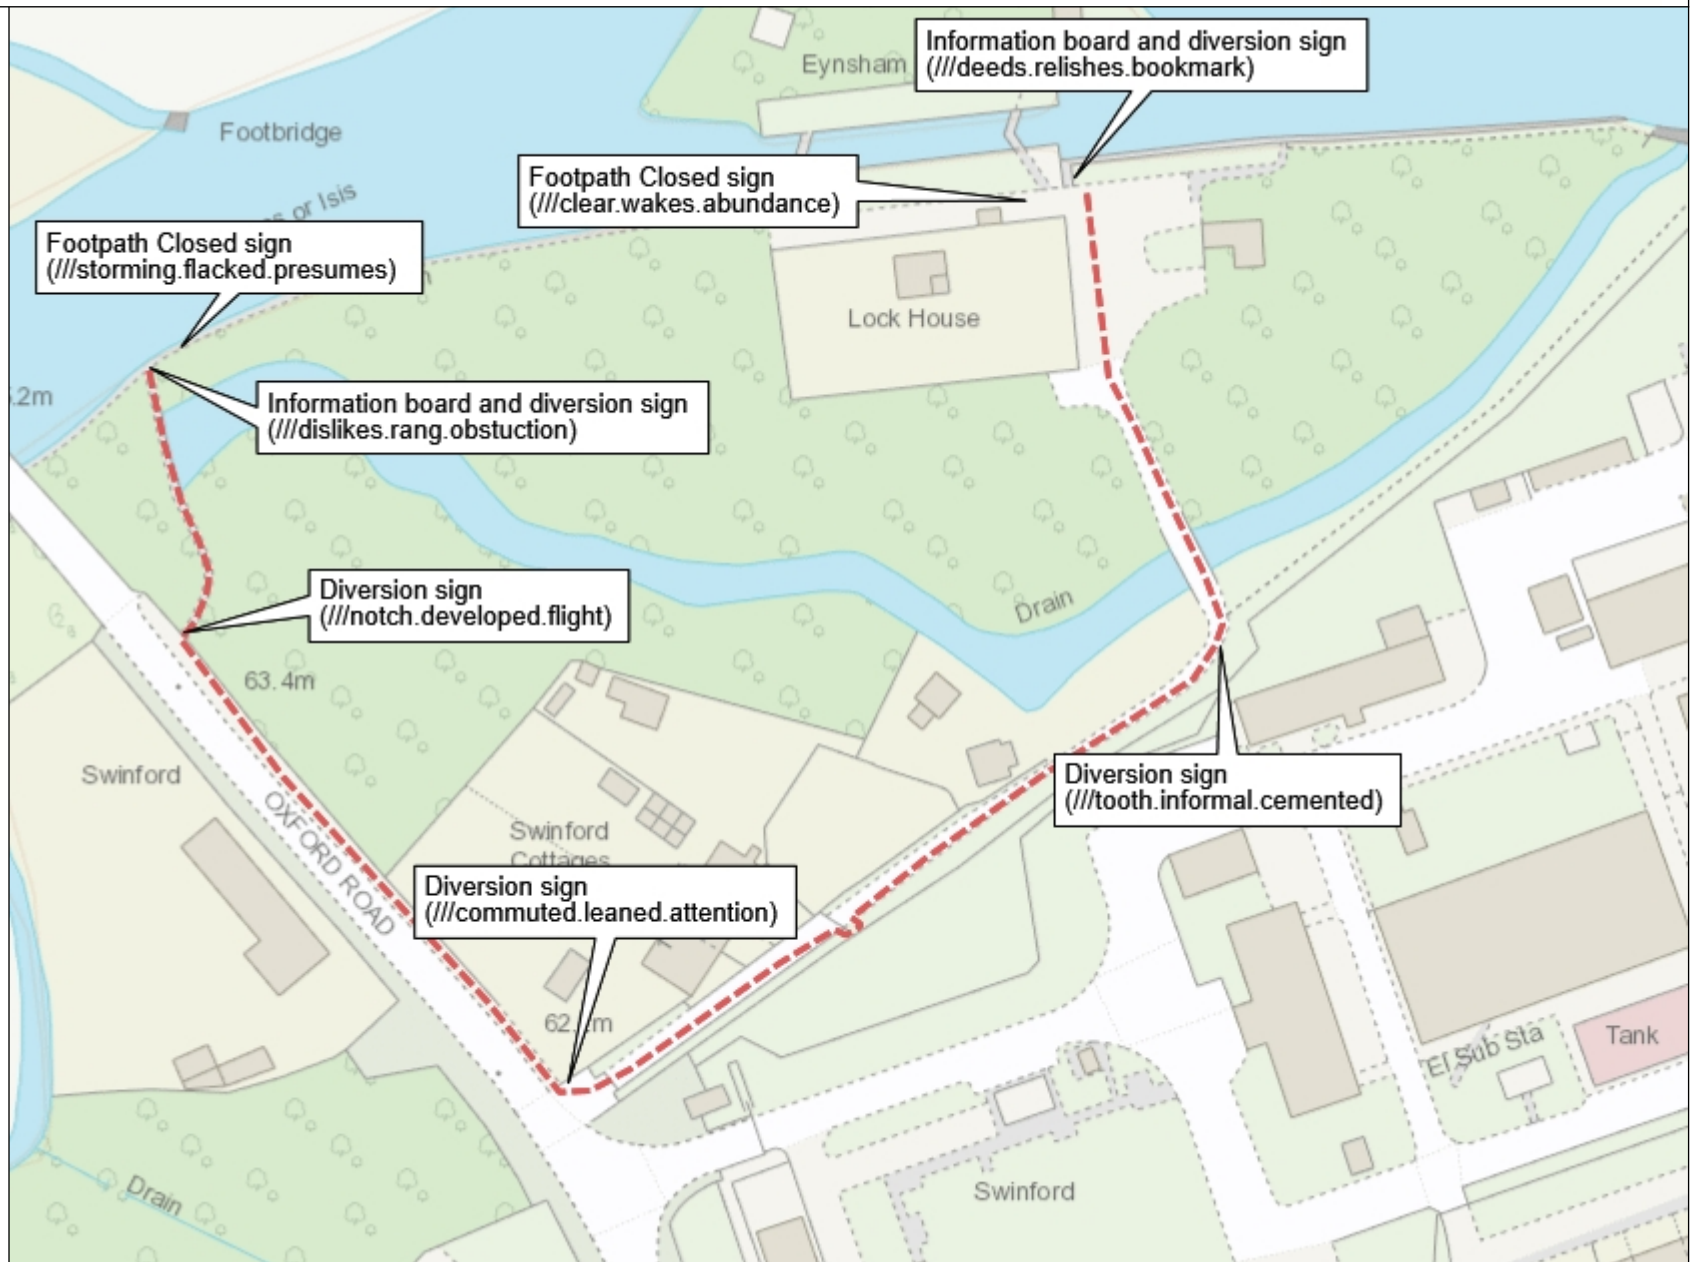 Information board and diversion sign
(///deeds.relishes.bookmark)
Eynsham
Footbridge
Footpath Closed sign
(///clear.wakes.abundance)
or Isis
Footpath Closed sign
(///storming.flacked.presumes)
Lock House
.2m
Information board and diversion sign
(///dislikes.rang.obstuction)
Diversion sign
(///notch.developed.flight)
Drain
63.4m
Swinford
OXFORD ROAD
Swinford
Cottages
Diversion sign
(///tooth.informal.cemented)
Diversion sign
(///commuted.leaned.attention)
El Sub Sta
Tank
Swinford
Drain